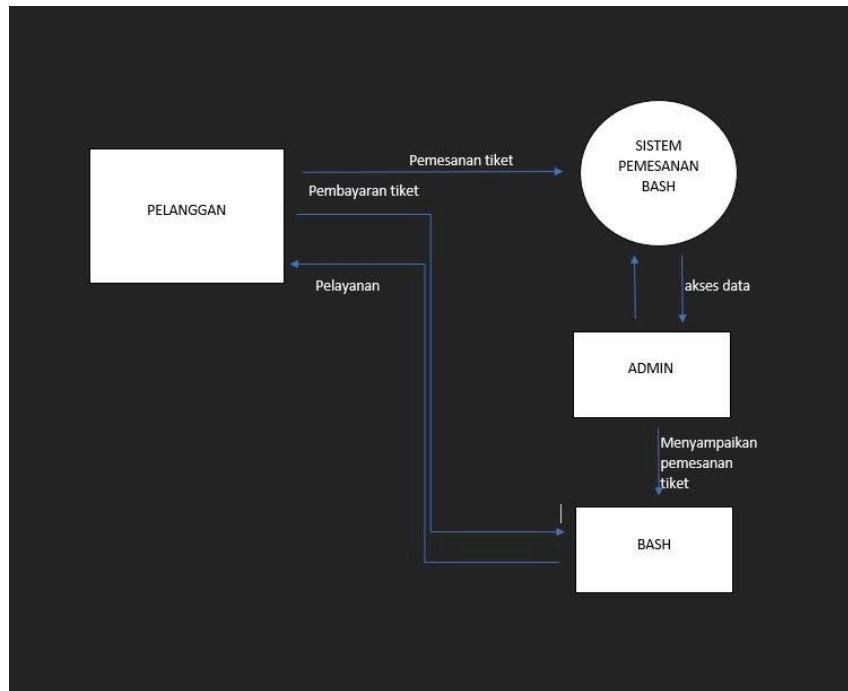 SISTEM
PEMESANAN
BASH
Pemesanan tiket
Pembayaran tiket
PELANGGAN
Pelayanan
akses data
ADMIN
Menyampaikan
pemesanan
tiket
BASH